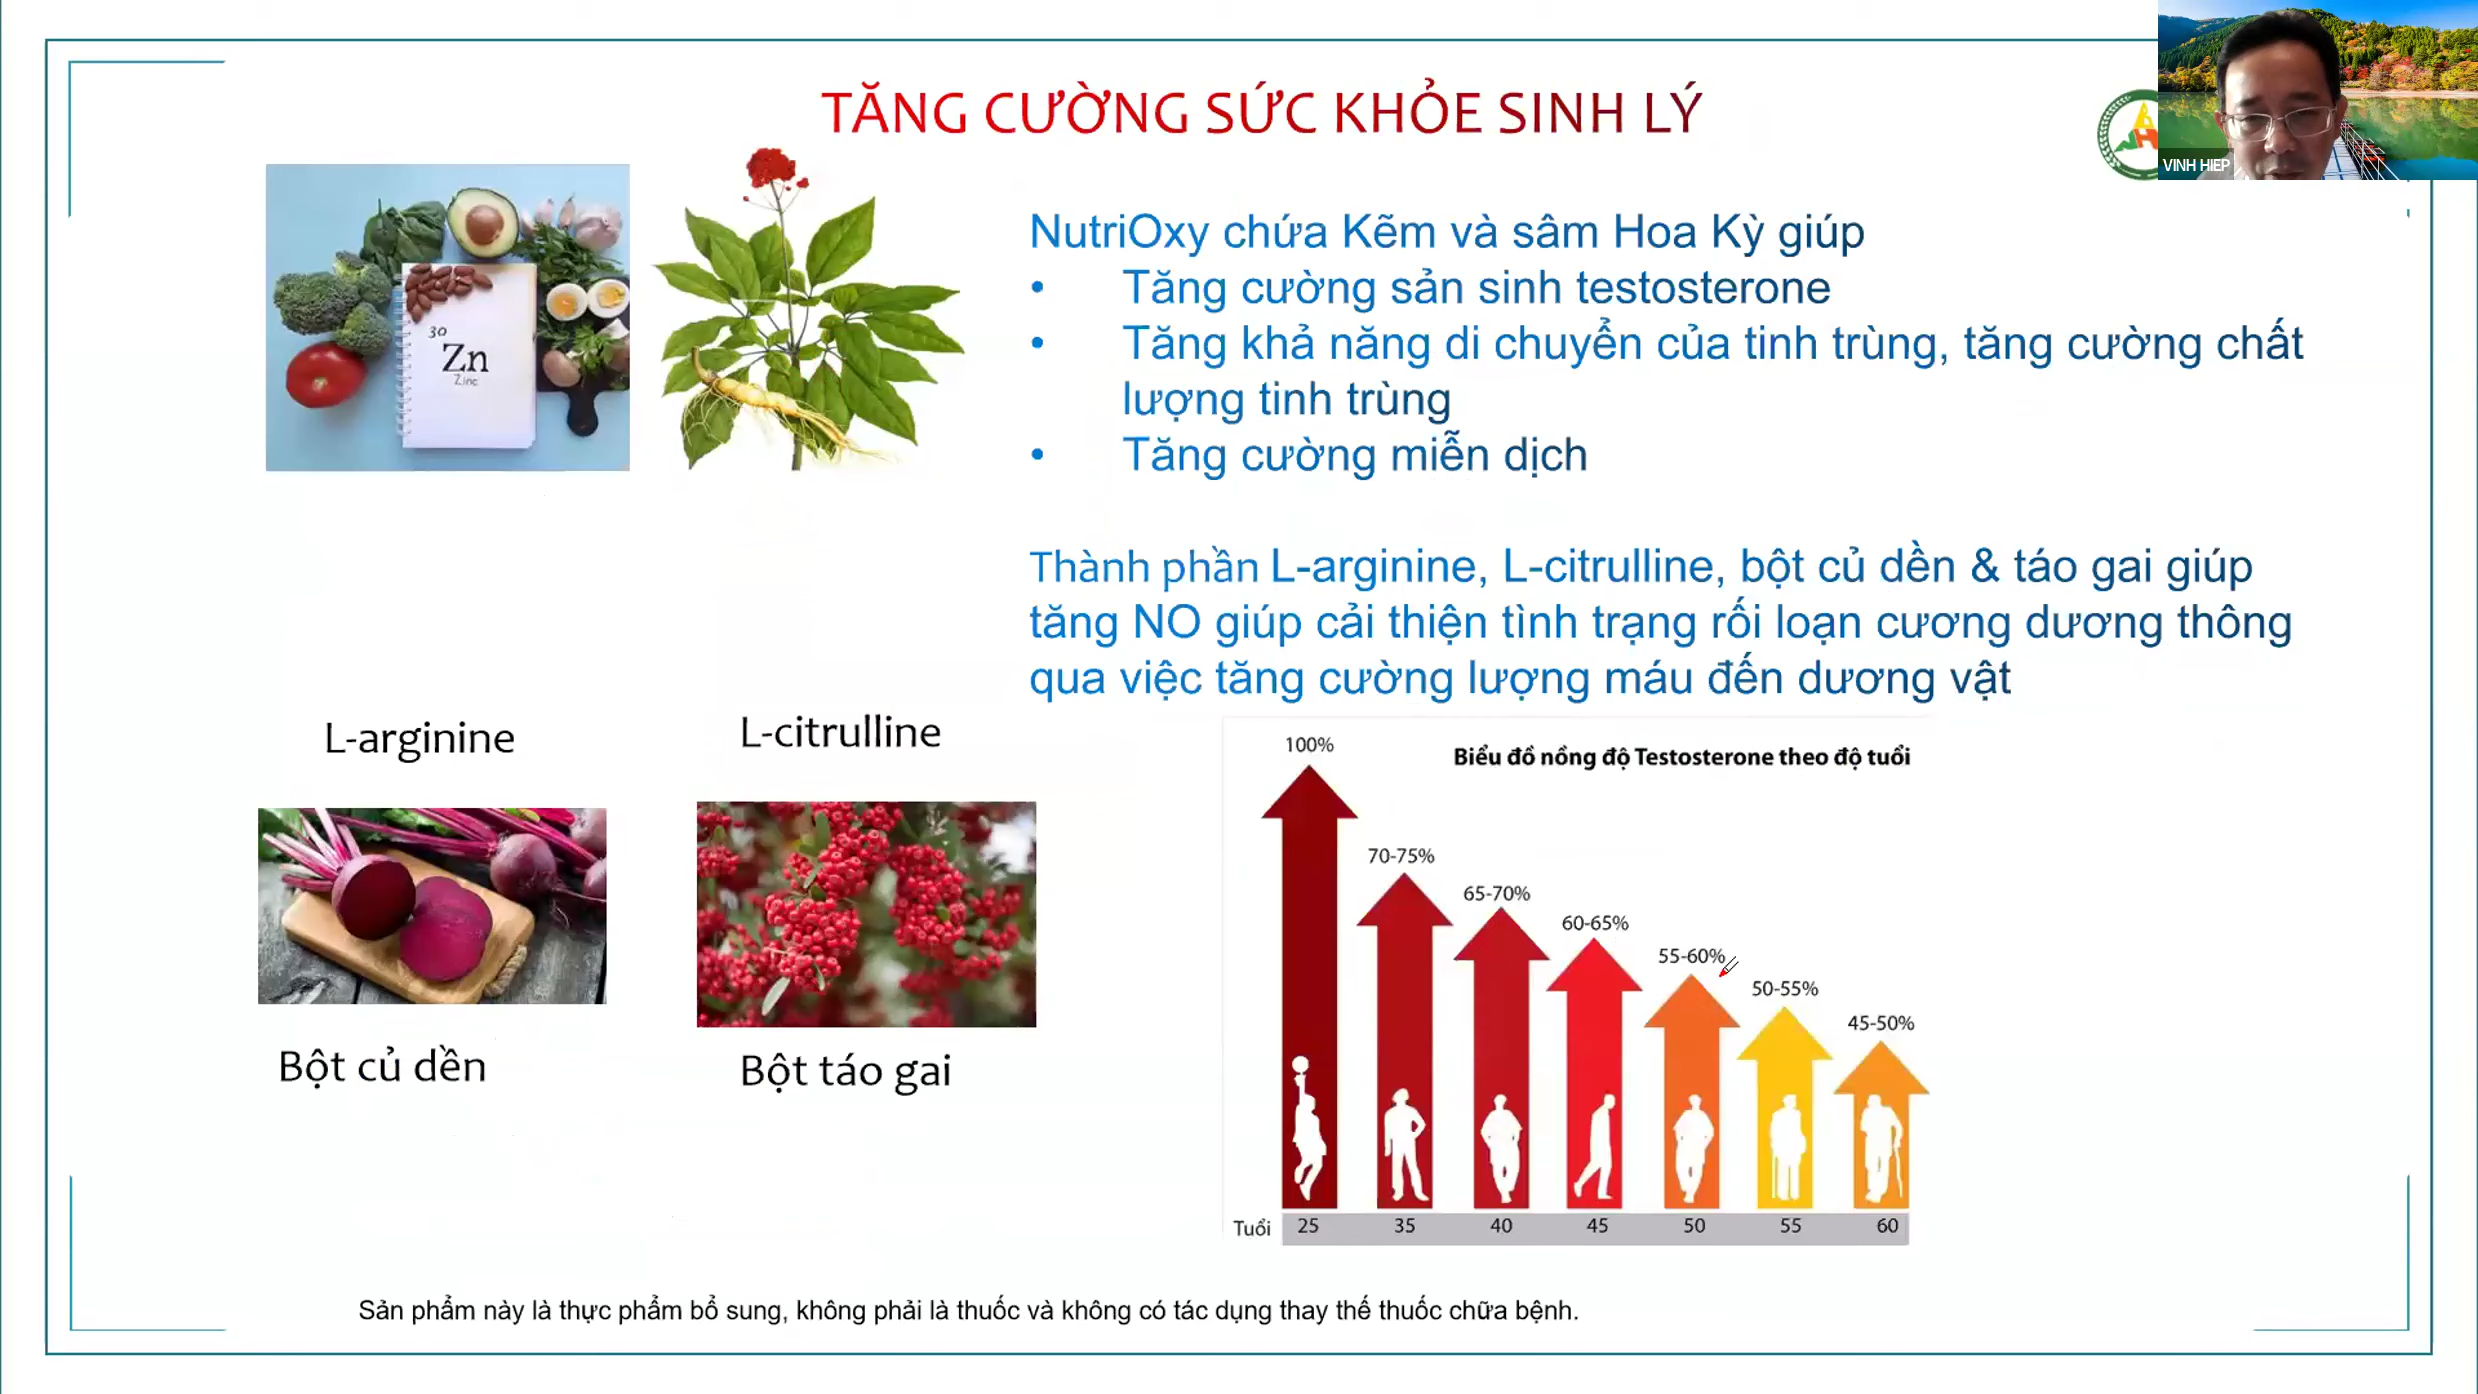 TĂNG CƯỜNG SỨC KHỎE SINH LÝ
VINH HIEP
30
Zn
Zinc
NutriOxy chứa Kẽm và sâm Hoa Kỳ giúp
• Tăng cường sản sinh testosterone
• Tăng khả năng di chuyển của tinh trùng, tăng cường chất
lượng tinh trùng
• Tăng cường miễn dịch
Thành phần L-arginine, L-citrulline, bột củ dền & táo gai giúp
tăng NO giúp cải thiện tình trạng rối loạn cương dương thông
qua việc tăng cường lượng máu đến dương vật
L-arginine
L-citrulline
Bột củ dền
Bột táo gai
Biểu đồ nồng độ Testosterone theo độ tuổi
100%
70-75%
65-70%
60-65%
55-60%
50-55%
45-50%
Tuổi 25 35 40 45 50 55 60
Sản phẩm này là thực phẩm bổ sung, không phải là thuốc và không có tác dụng thay thế thuốc chữa bệnh.